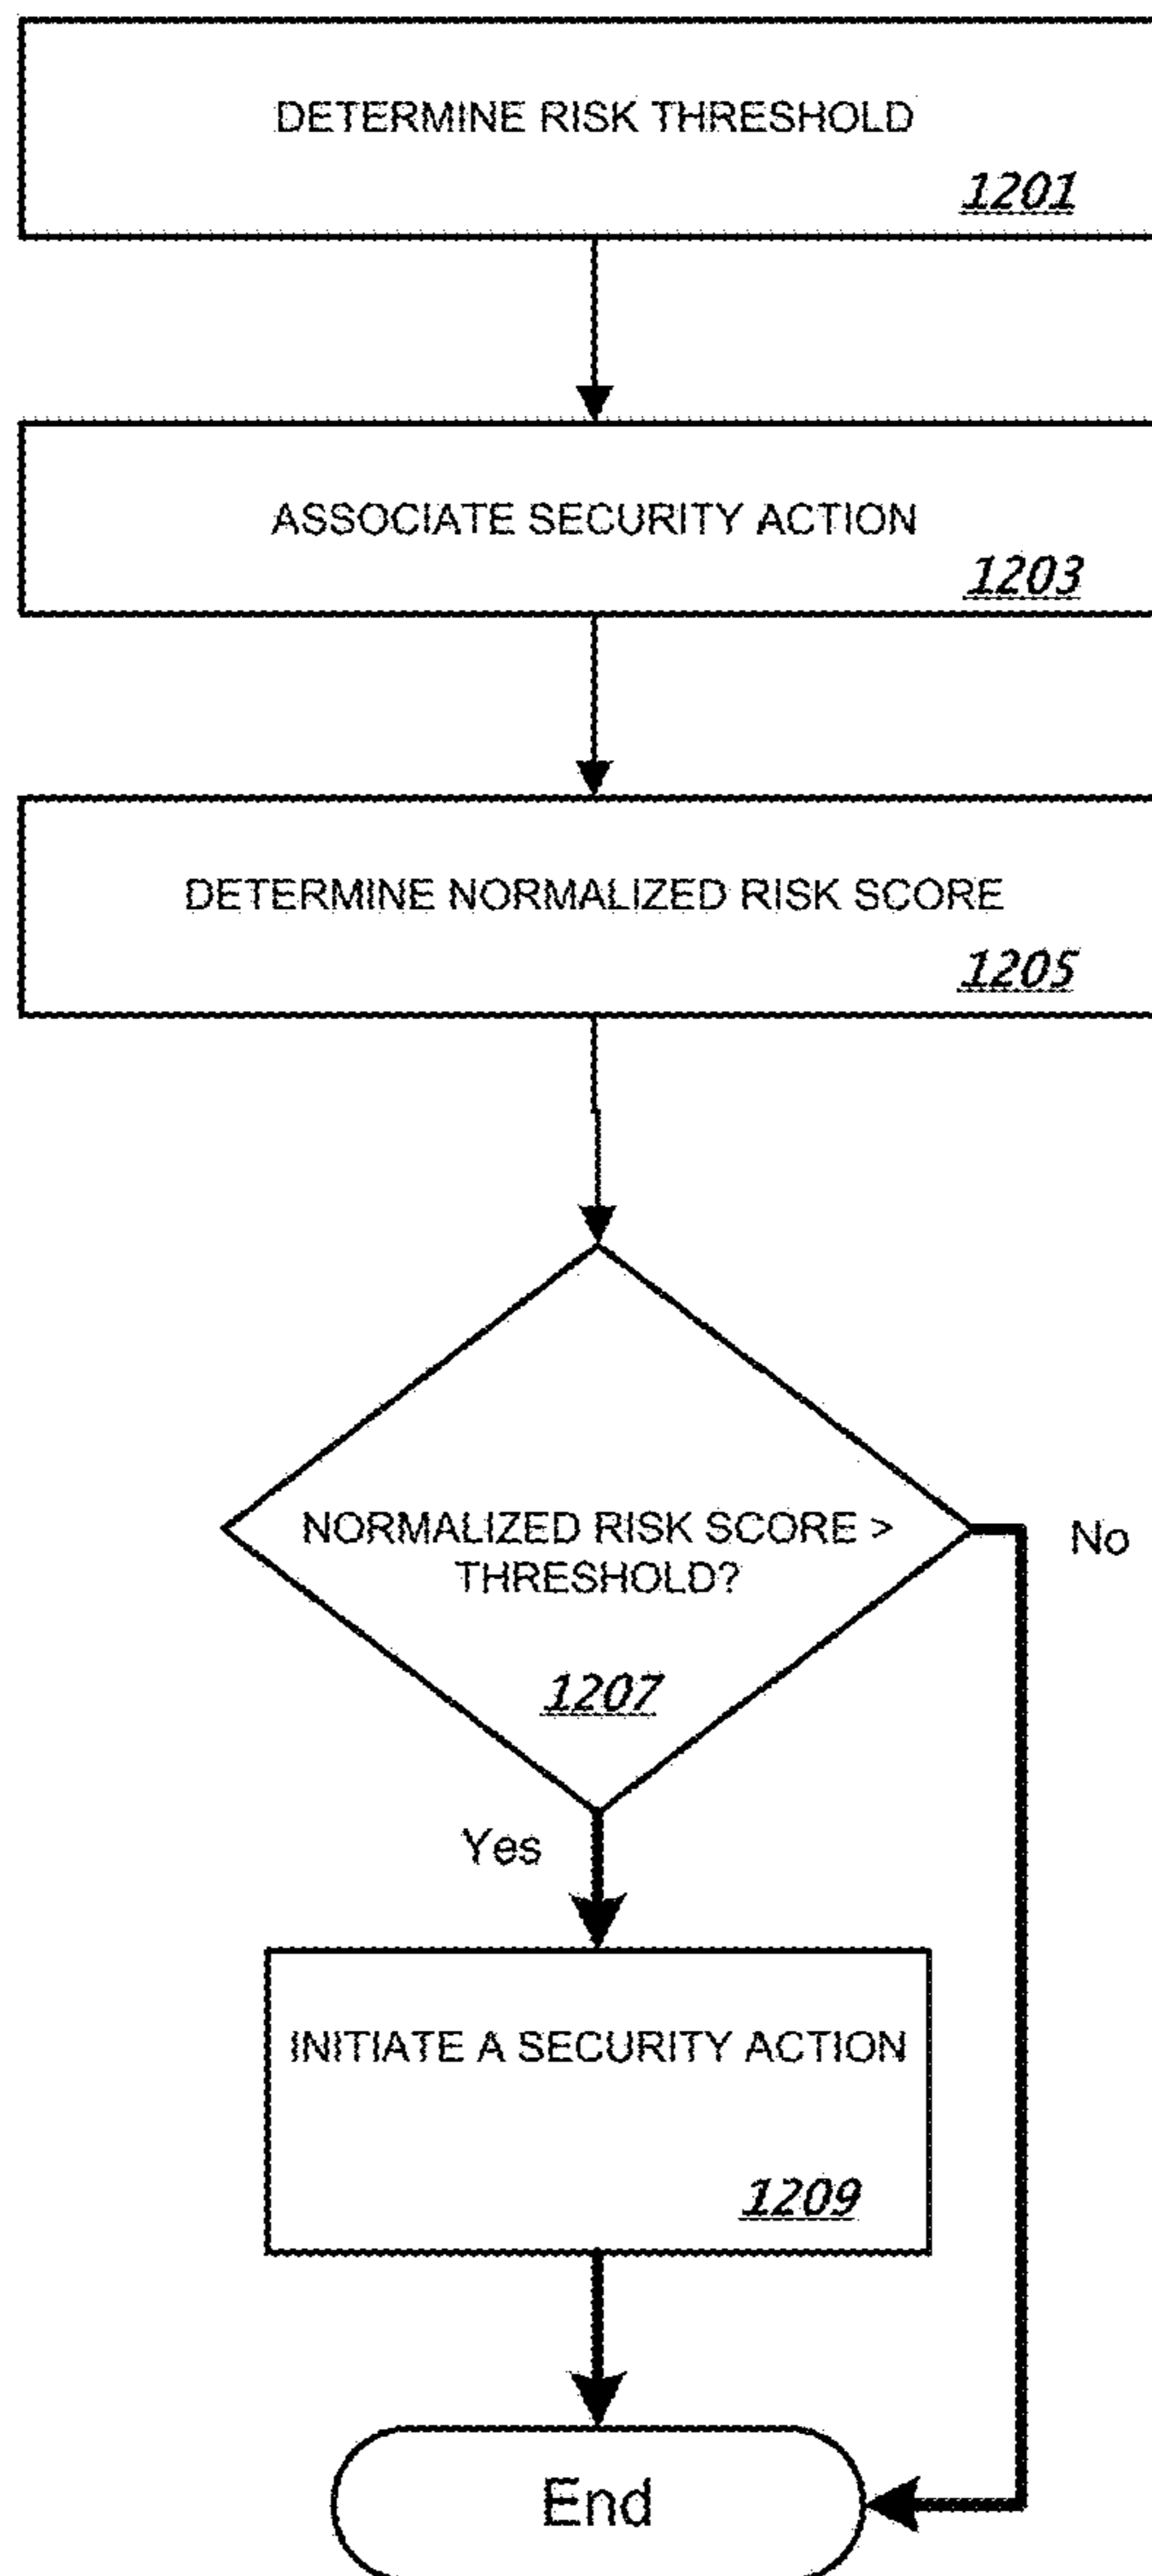 DETERMINE RISK THRESHOLD
1201
ASSOCIATE SECURITY ACTION
1203
DETERMINE NORMALIZED RISK SCORE
1205
NORMALIZED RISK SCORE >
THRESHOLD?
No
1207
Yes
INITIATE A SECURITY ACTION
1209
End